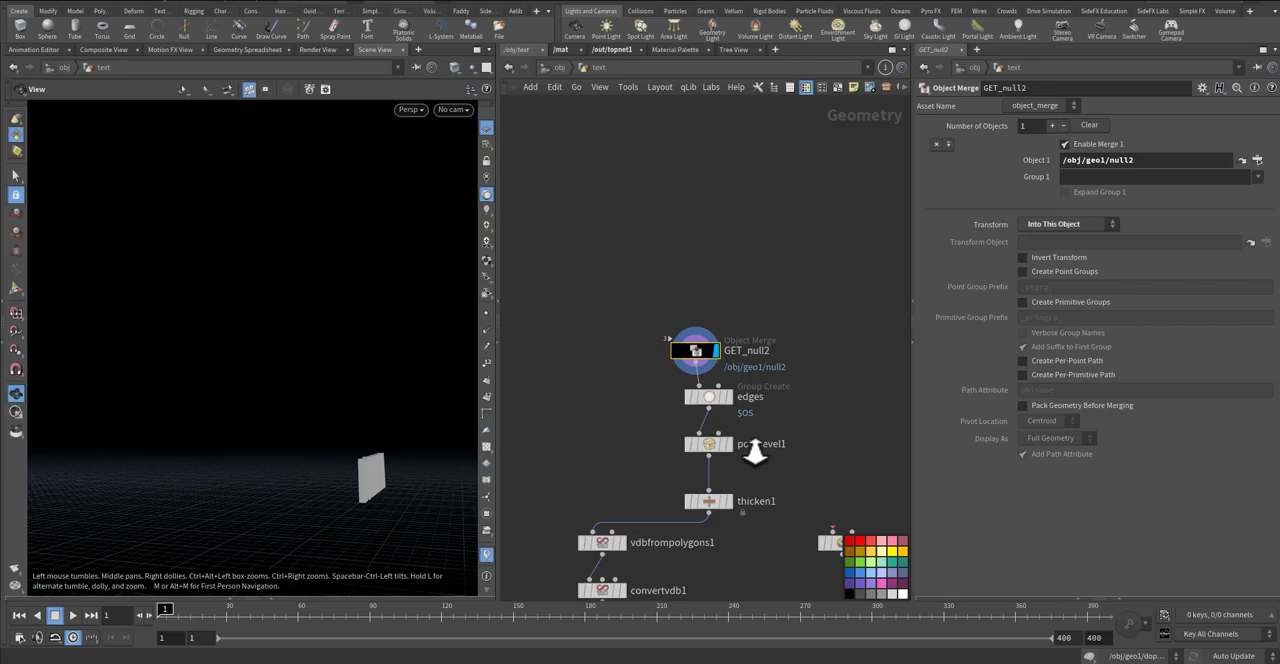 Create Modify Model Poly... Deform Text... Rigging Char... Cons... Hair... Guid... Terr... Simpl... Clou... Volu... Faddy Side... Aelib
Lights and Cameras Collisions Particles Grains Vellum Rigid Bodies Particle Fluids Viscous Fluids Oceans Pyro FX FEM Wires Crowds Drive Simulation SideFX Education SideFX Labs Simple FX Volume
Box Sphere Tube Torus Grid Circle Null Line Draw Curve Path Spray Paint Font Platonic Solids L-System Metaball File
Camera Point Light Spot Light Area Light Geometry Light Volume Light Distant Light Environment Light Sky Light GI Light Caustic Light Portal Light Ambient Light Stereo Camera VR Camera Switcher Gamepad Camera
Animation Editor Composite View Motion FX View Geometry Spreadsheet Render View Scene View
/obj/text /mat /out/topnet1 Material Palette Tree View
GET_null2
obj text
obj text
obj text
View
Add Edit Go View Tools Layout qLib Labs Help
Object Merge GET_null2
Asset Name object_merge
Persp No cam
Geometry
Number of Objects 1 + − Clear
Enable Merge 1
Object 1 /obj/geo1/null2
Group 1
Expand Group 1
Transform Into This Object
Transform Object
Invert Transform
Create Point Groups
Point Group Prefix
Create Primitive Groups
Primitive Group Prefix
Verbose Group Names
Add Suffix to First Group
Create Per-Point Path
Create Per-Primitive Path
Path Attribute
Pack Geometry Before Merging
Pivot Location Centroid
Display As Full Geometry
Add Path Attribute
Object Merge
GET_null2
/obj/geo1/null2
Group Create
edges
$OS
thicken1
vdbfrompolygons1
convertvdb1
Left mouse tumbles. Middle pans. Right dollies. Ctrl+Alt+Left box-zooms. Ctrl+Right zooms. Spacebar-Ctrl-Left tilts. Hold L for
alternate tumble, dolly, and zoom. M or Alt+M for First Person Navigation.
1 1 30 60 90 120 150 180 210 240 270 300 330 360 390
0 keys, 0/0 channels
1 1 400 400 Key All Channels
/obj/geo1/dop... Auto Update